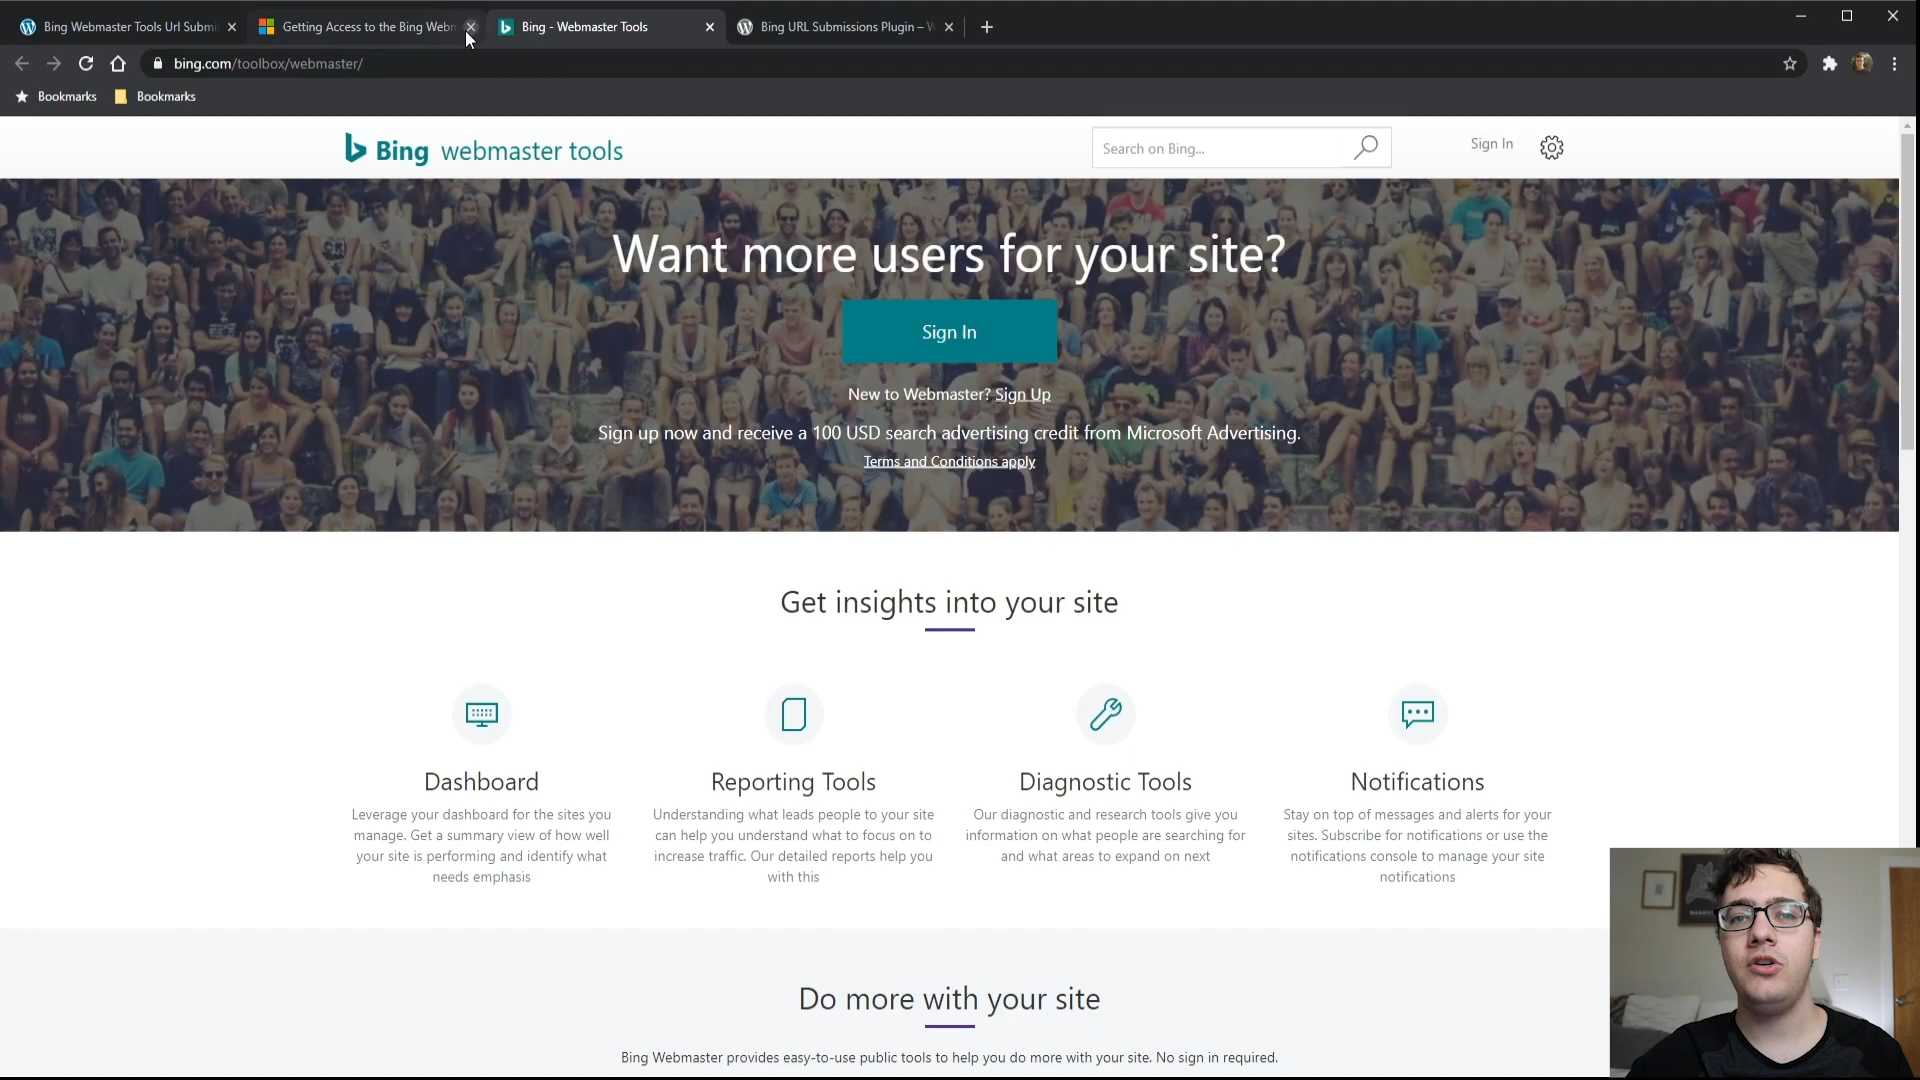 Bing Webmaster Tools Url Submi
Getting Access to the Bing Webm
Bing - Webmaster Tools
Bing URL Submissions Plugin – W
bing.com/toolbox/webmaster/
Bookmarks
Bookmarks
Bing webmaster tools
Search on Bing...
Sign In
Want more users for your site?
Sign In
New to Webmaster? Sign Up
Sign up now and receive a 100 USD search advertising credit from Microsoft Advertising.
Terms and Conditions apply
Get insights into your site
Dashboard
Leverage your dashboard for the sites you
manage. Get a summary view of how well
your site is performing and identify what
needs emphasis
Reporting Tools
Understanding what leads people to your site
can help you understand what to focus on to
increase traffic. Our detailed reports help you
with this
Diagnostic Tools
Our diagnostic and research tools give you
information on what people are searching for
and what areas to expand on next
Notifications
Stay on top of messages and alerts for your
sites. Subscribe for notifications or use the
notifications console to manage your site
notifications
Do more with your site
Bing Webmaster provides easy-to-use public tools to help you do more with your site. No sign in required.